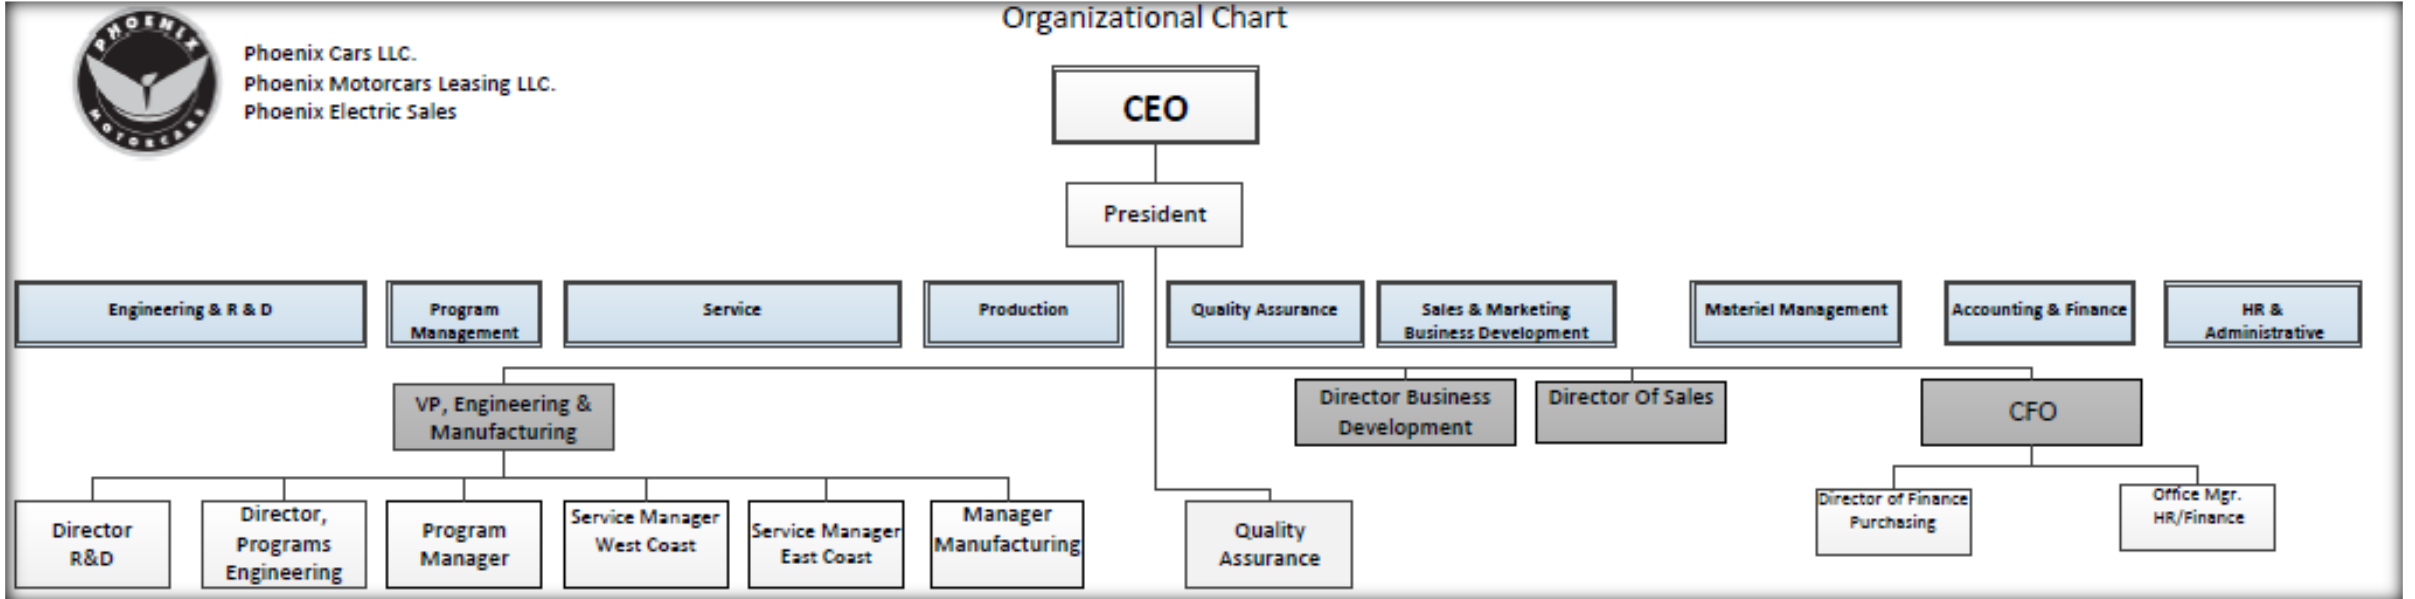 Organizational Chart
PHOENIX
MOTORCARS
Phoenix Cars LLC.
Phoenix Motorcars Leasing LLC.
Phoenix Electric Sales
CEO
President
Engineering & R & D
Program
Management
Service
Production
Quality Assurance
Sales & Marketing
Business Development
Materiel Management
Accounting & Finance
HR &
Administrative
VP, Engineering &
Manufacturing
Director Business
Development
Director Of Sales
CFO
Director
R&D
Director,
Programs
Engineering
Program
Manager
Service Manager
West Coast
Service Manager
East Coast
Manager
Manufacturing
Quality
Assurance
Director of Finance
Purchasing
Office Mgr.
HR/Finance